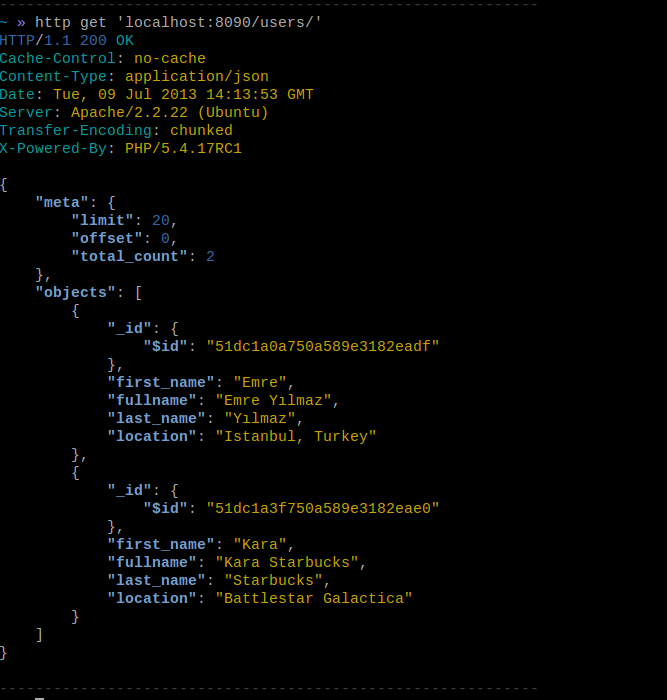 ~ » http get 'localhost:8090/users/'
HTTP/1.1 200 OK
Cache-Control: no-cache
Content-Type: application/json
Date: Tue, 09 Jul 2013 14:13:53 GMT
Server: Apache/2.2.22 (Ubuntu)
Transfer-Encoding: chunked
X-Powered-By: PHP/5.4.17RC1

{
    "meta": {
        "limit": 20,
        "offset": 0,
        "total_count": 2
    },
    "objects": [
        {
            "_id": {
                "$id": "51dc1a0a750a589e3182eadf"
            },
            "first_name": "Emre",
            "fullname": "Emre Yılmaz",
            "last_name": "Yılmaz",
            "location": "Istanbul, Turkey"
        },
        {
            "_id": {
                "$id": "51dc1a3f750a589e3182eae0"
            },
            "first_name": "Kara",
            "fullname": "Kara Starbucks",
            "last_name": "Starbucks",
            "location": "Battlestar Galactica"
        }
    ]
}